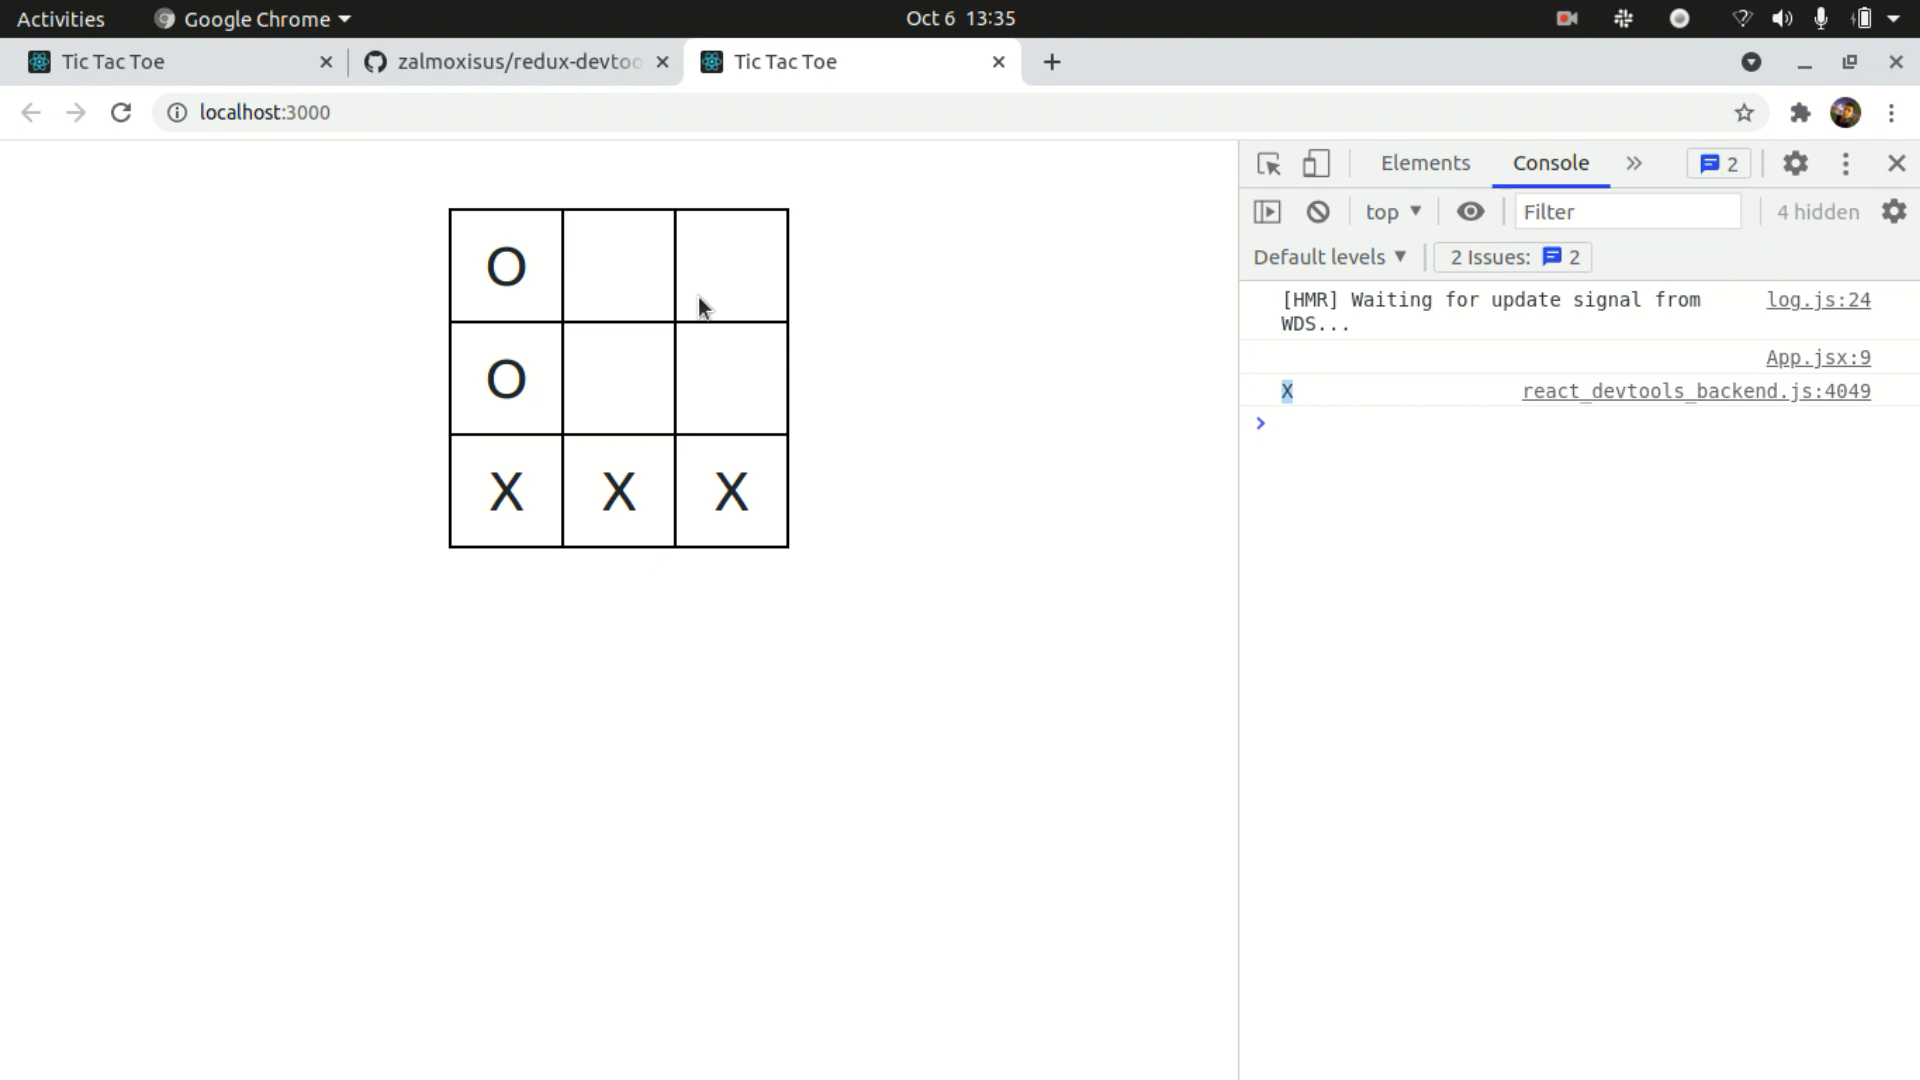 Activities Google Chrome Oct 6 13:35
Tic Tac Toe zalmoxisus/redux-devtoo Tic Tac Toe
localhost:3000
Elements Console 2
top Filter 4 hidden
Default levels 2 Issues: 2
[HMR] Waiting for update signal from log.js:24
WDS...
App.jsx:9
X react_devtools_backend.js:4049
O
O
X X X